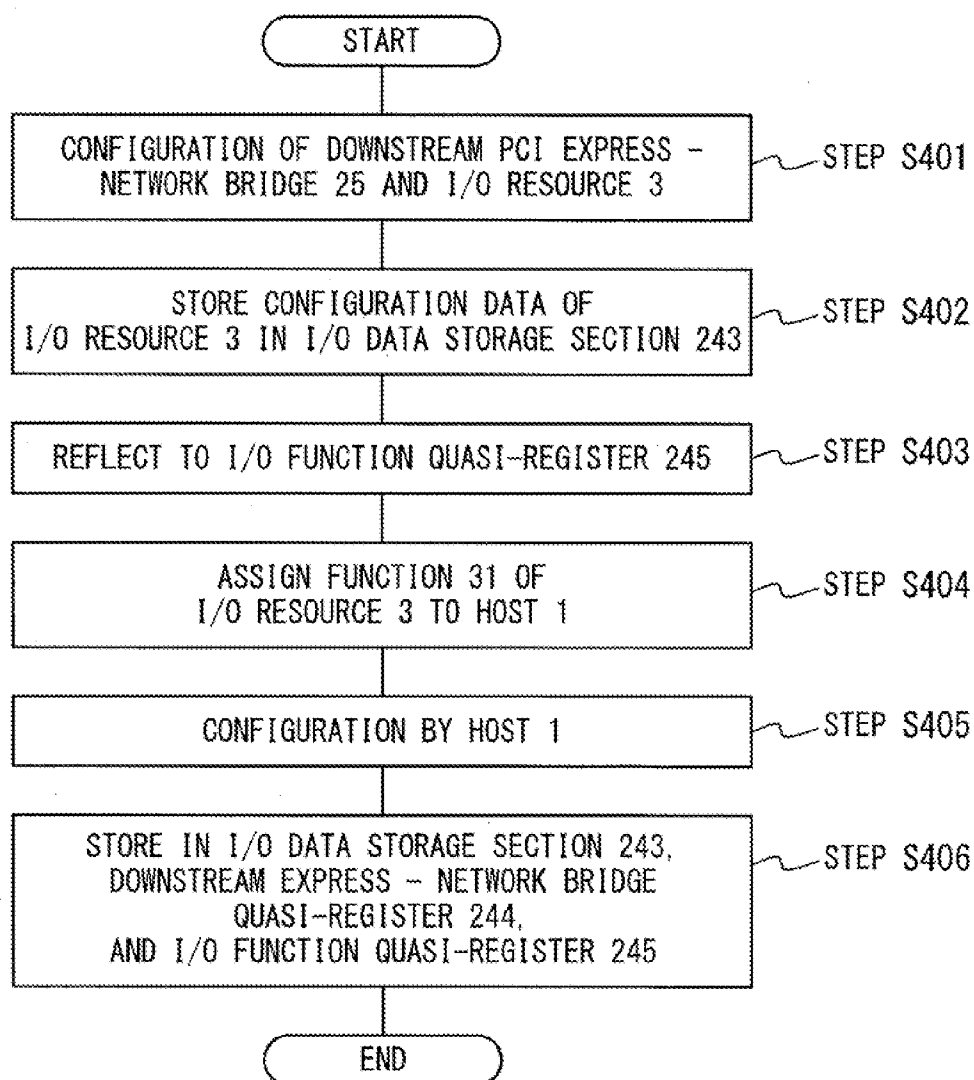 START
CONFIGURATION OF DOWNSTREAM PCI EXPRESS -
NETWORK BRIDGE 25 AND I/O RESOURCE 3
STEP S401
STORE CONFIGURATION DATA OF
I/O RESOURCE 3 IN I/O DATA STORAGE SECTION 243
STEP S402
REFLECT TO I/O FUNCTION QUASI-REGISTER 245
STEP S403
ASSIGN FUNCTION 31 OF
I/O RESOURCE 3 TO HOST 1
STEP S404
CONFIGURATION BY HOST 1
STEP S405
STORE IN I/O DATA STORAGE SECTION 243,
DOWNSTREAM EXPRESS - NETWORK BRIDGE
QUASI-REGISTER 244,
AND I/O FUNCTION QUASI-REGISTER 245
STEP S406
END